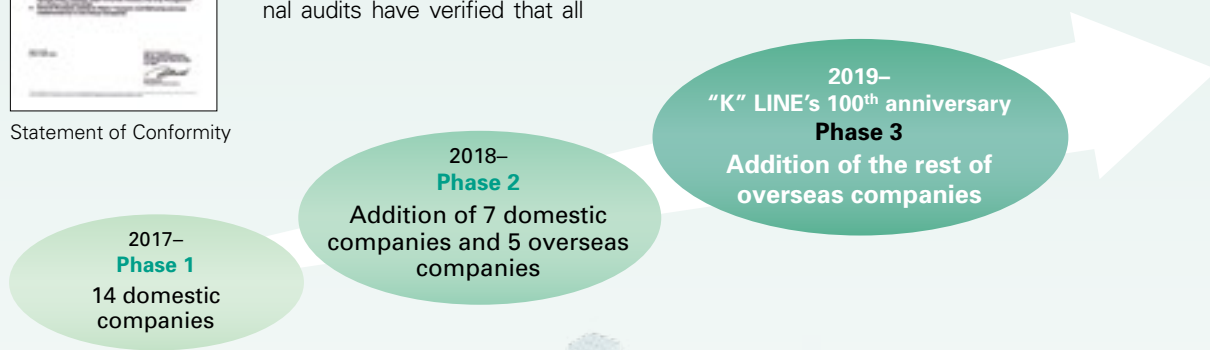 nal audits have verified that all
Statement of Conformity
2017–
Phase 1
14 domestic
companies
2018–
Phase 2
Addition of 7 domestic
companies and 5 overseas
companies
2019–
“K” LINE’s 100th anniversary
Phase 3
Addition of the rest of
overseas companies